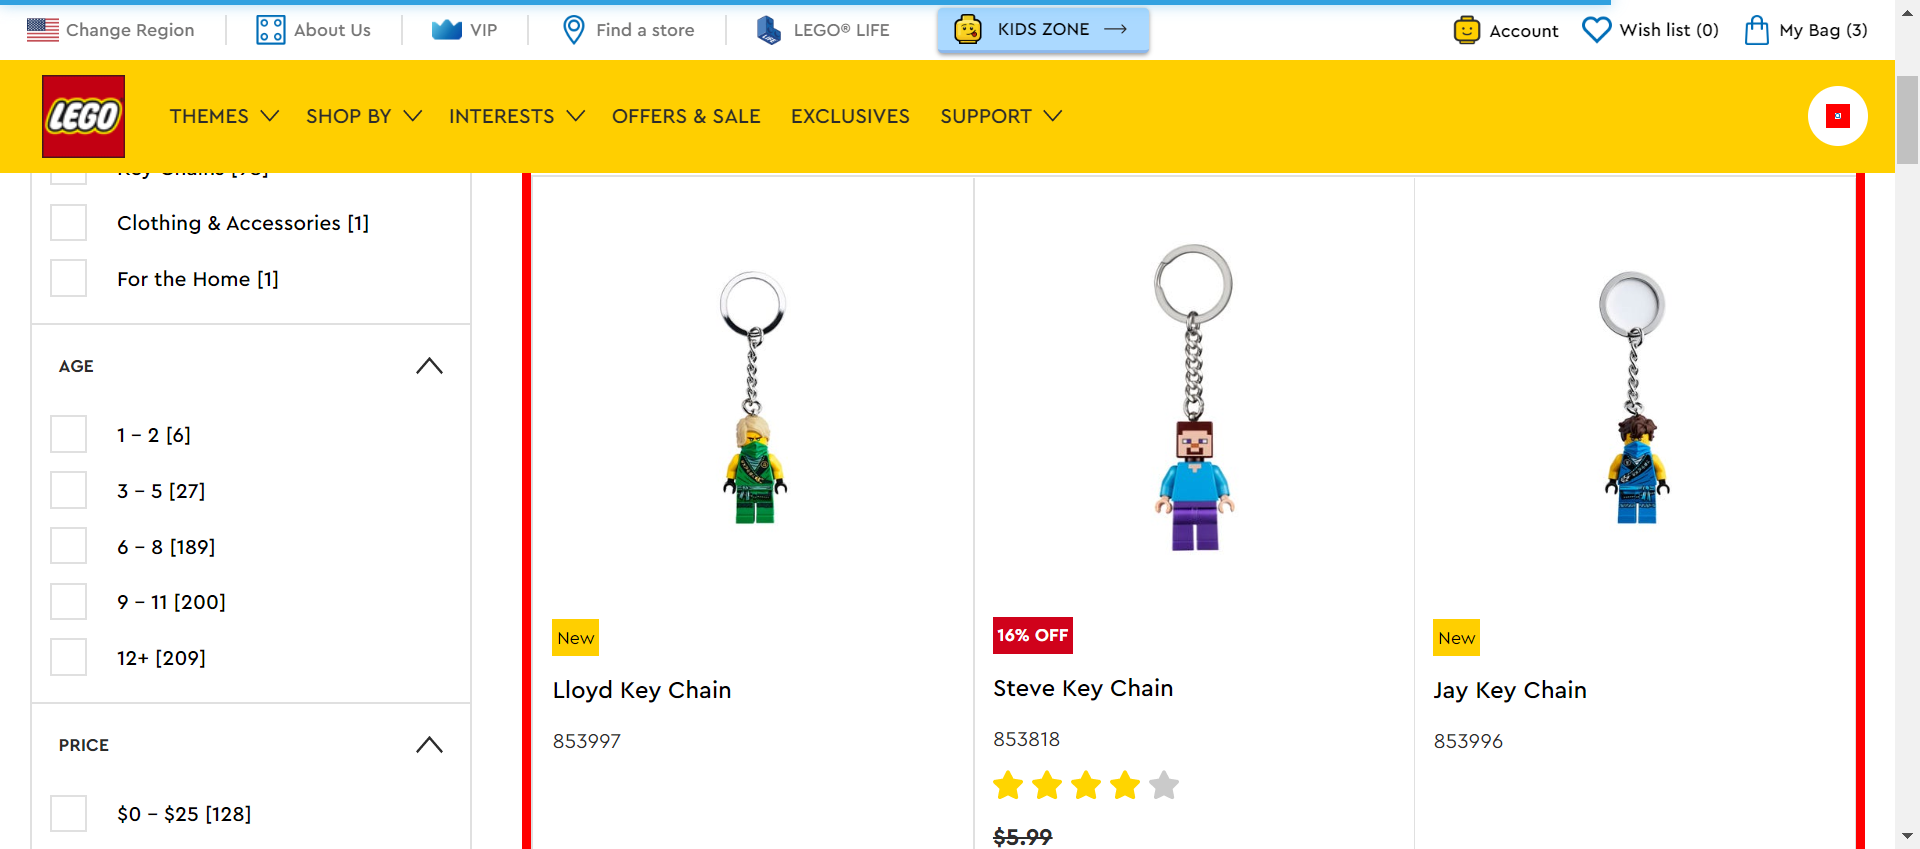 Change Region
About Us
VIP
Find a store
LEGO® LIFE
LIFE
KIDS ZONE
Account
Wish list (0)
My Bag (3)
LEGO
THEMES
SHOP BY
INTERESTS
OFFERS & SALE
EXCLUSIVES
SUPPORT
Clothing & Accessories [1]
For the Home [1]
AGE
1 – 2 [6]
3 – 5 [27]
6 – 8 [189]
9 – 11 [200]
12+ [209]
PRICE
$0 – $25 [128]
New
Lloyd Key Chain
853997
16% OFF
Steve Key Chain
853818
$5.99
New
Jay Key Chain
853996